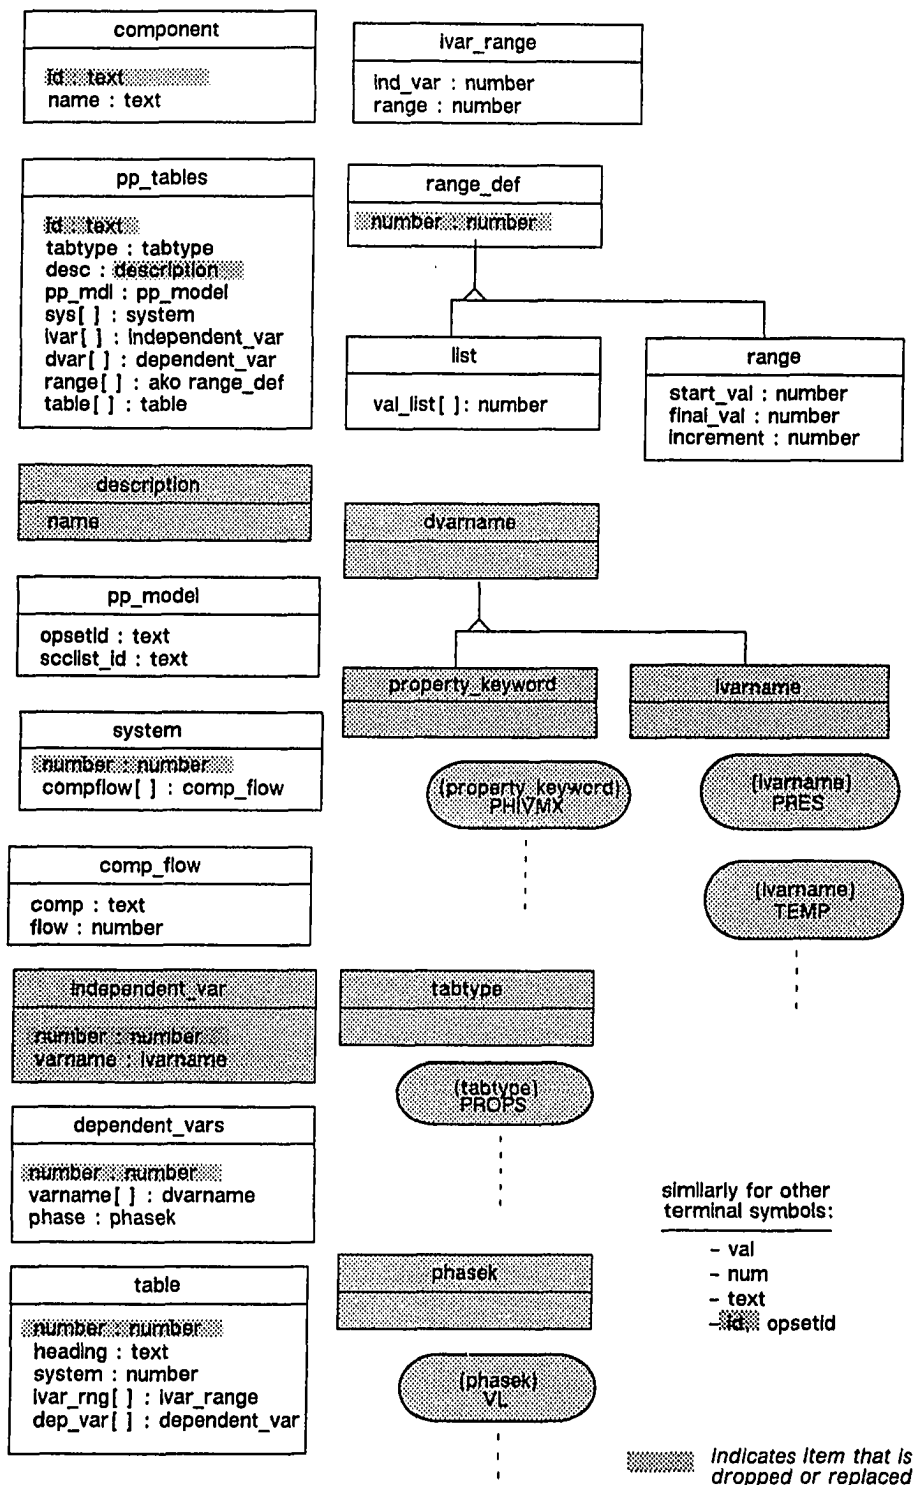 component
id : text
name : text
ivar_range
ind_var : number
range : number
pp_tables
id : text
tabtype : tabtype
desc : description
pp_mdl : pp_model
sys[ ] : system
ivar[ ] : independent_var
dvar[ ] : dependent_var
range[ ] : ako range_def
table[ ] : table
range_def
number : number
list
val_list[ ] : number
range
start_val : number
final_val : number
increment : number
description
name
dvarname
pp_model
opsetid : text
scclist_id : text
property_keyword
ivarname
system
number : number
compflow[ ] : comp_flow
(property_keyword)
PHIVMX
(ivarname)
PRES
comp_flow
comp : text
flow : number
(ivarname)
TEMP
independent_var
number : number
varname : ivarname
tabtype
(tabtype)
PROPS
dependent_vars
number : number
varname[ ] : dvarname
phase : phasek
similarly for other
terminal symbols:
– val
– num
– text
– id, opsetid
table
number : number
heading : text
system : number
ivar_rng[ ] : ivar_range
dep_var[ ] : dependent_var
phasek
(phasek)
VL
indicates item that is
dropped or replaced